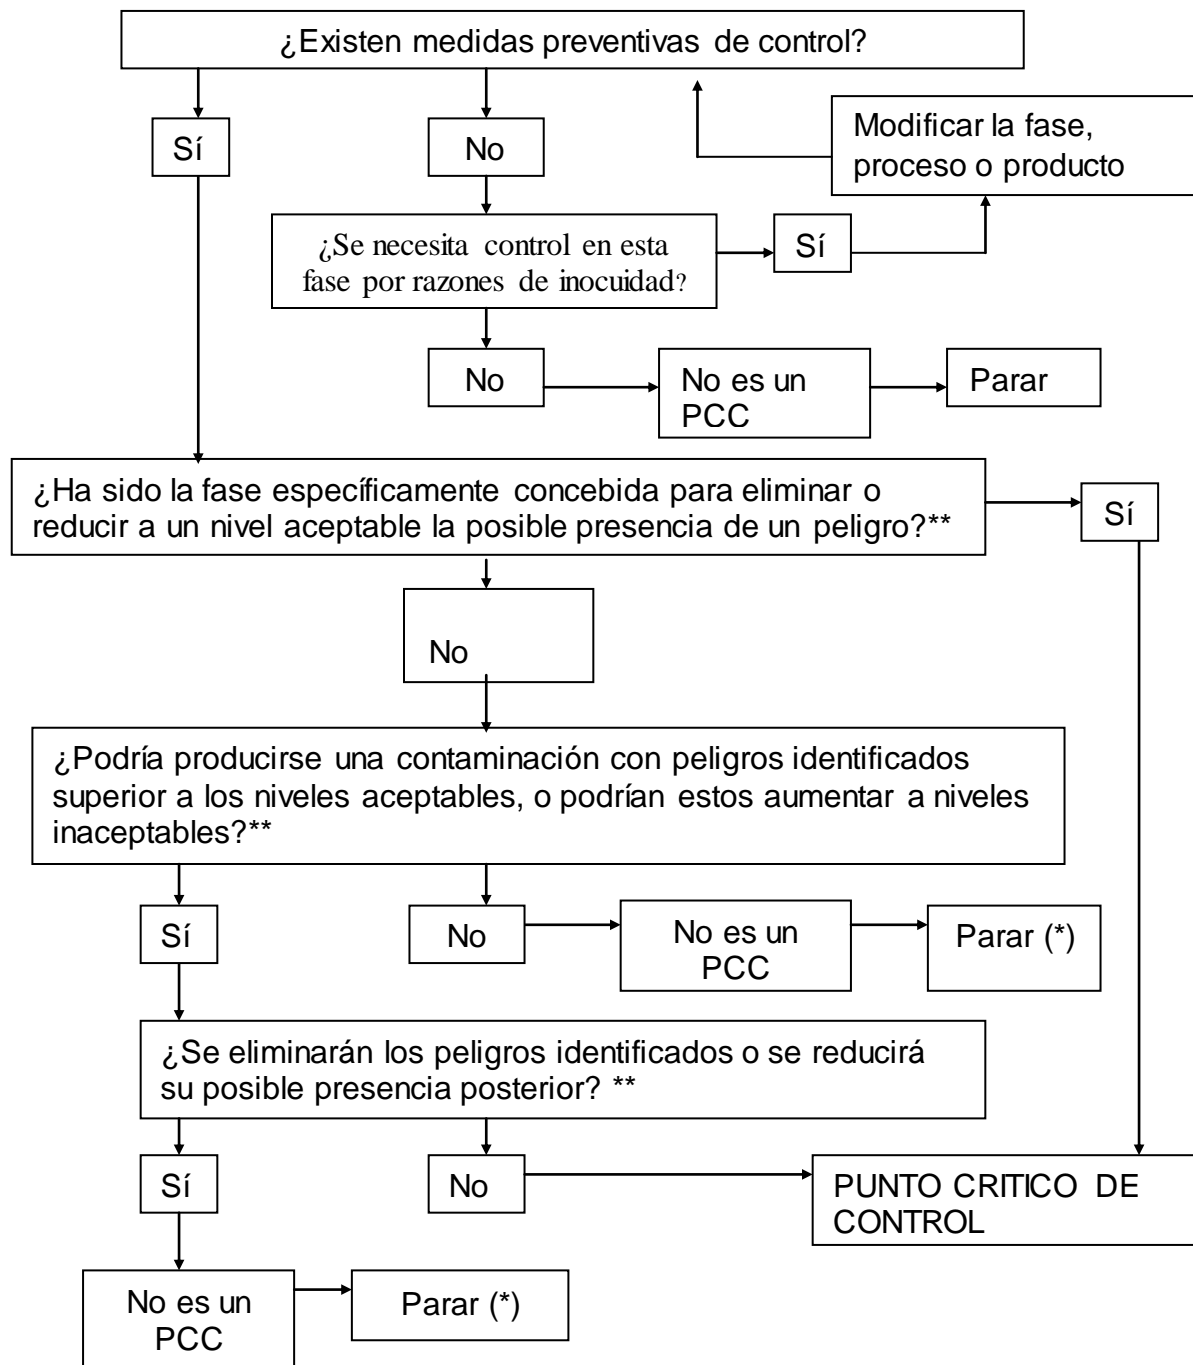 ¿Existen medidas preventivas de control?
Sí
No
Modificar la fase,
proceso o producto
¿Se necesita control en esta
fase por razones de inocuidad?
Sí
No
No es un
PCC
Parar
¿Ha sido la fase específicamente concebida para eliminar o
reducir a un nivel aceptable la posible presencia de un peligro?**
Sí
No
¿Podría producirse una contaminación con peligros identificados
superior a los niveles aceptables, o podrían estos aumentar a niveles
inaceptables?**
Sí
No
No es un
PCC
Parar (*)
¿Se eliminarán los peligros identificados o se reducirá
su posible presencia posterior? **
Sí
No
PUNTO CRITICO DE
CONTROL
No es un
PCC
Parar (*)